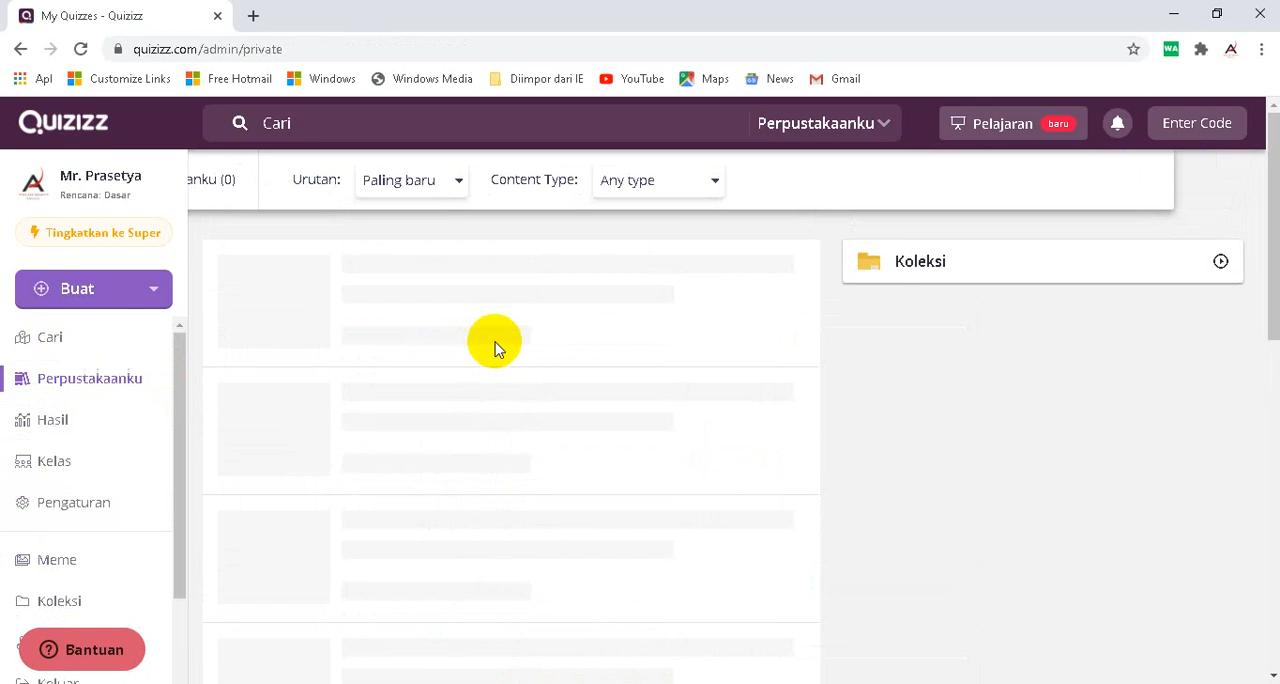 My Quizzes - Quizizz
quizizz.com/admin/private
Apl Customize Links Free Hotmail Windows Windows Media Diimpor dari IE YouTube Maps News Gmail
Quizizz Cari Perpustakaanku Pelajaran baru Enter Code
Mr. Prasetya
Rencana: Dasar
anku (0) Urutan: Paling baru Content Type: Any type
Tingkatkan ke Super
Koleksi
Buat
Cari
Perpustakaanku
Hasil
Kelas
Pengaturan
Meme
Koleksi
Bantuan
Keluar